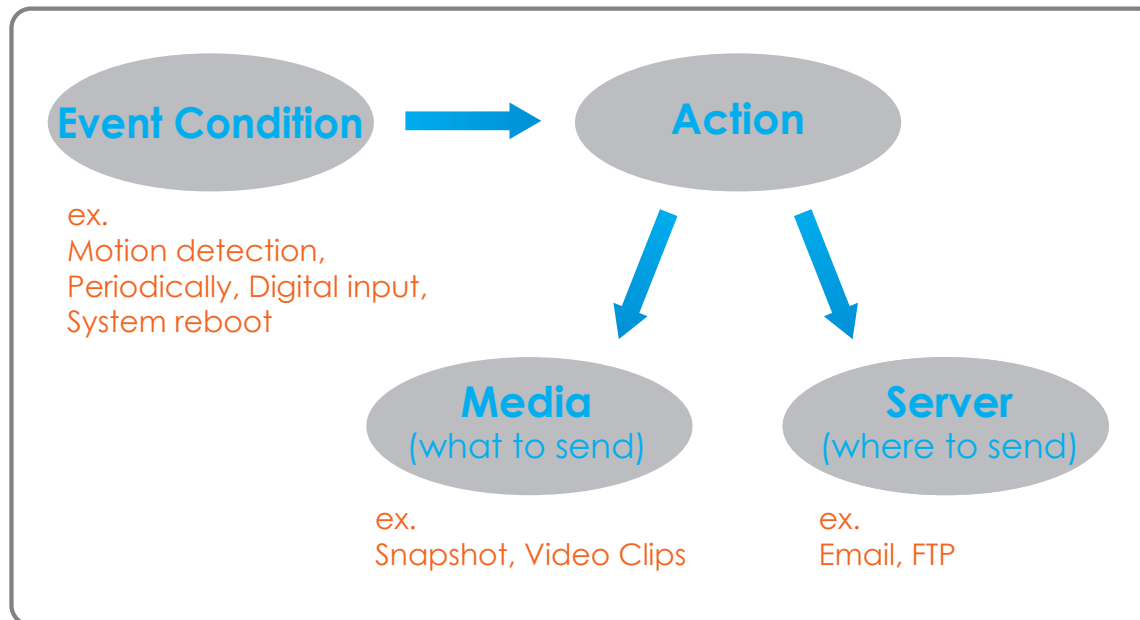 Event Condition
Action
ex.
Motion detection,
Periodically, Digital input,
System reboot
Media
(what to send)
Server
(where to send)
ex.
Snapshot, Video Clips
ex.
Email, FTP